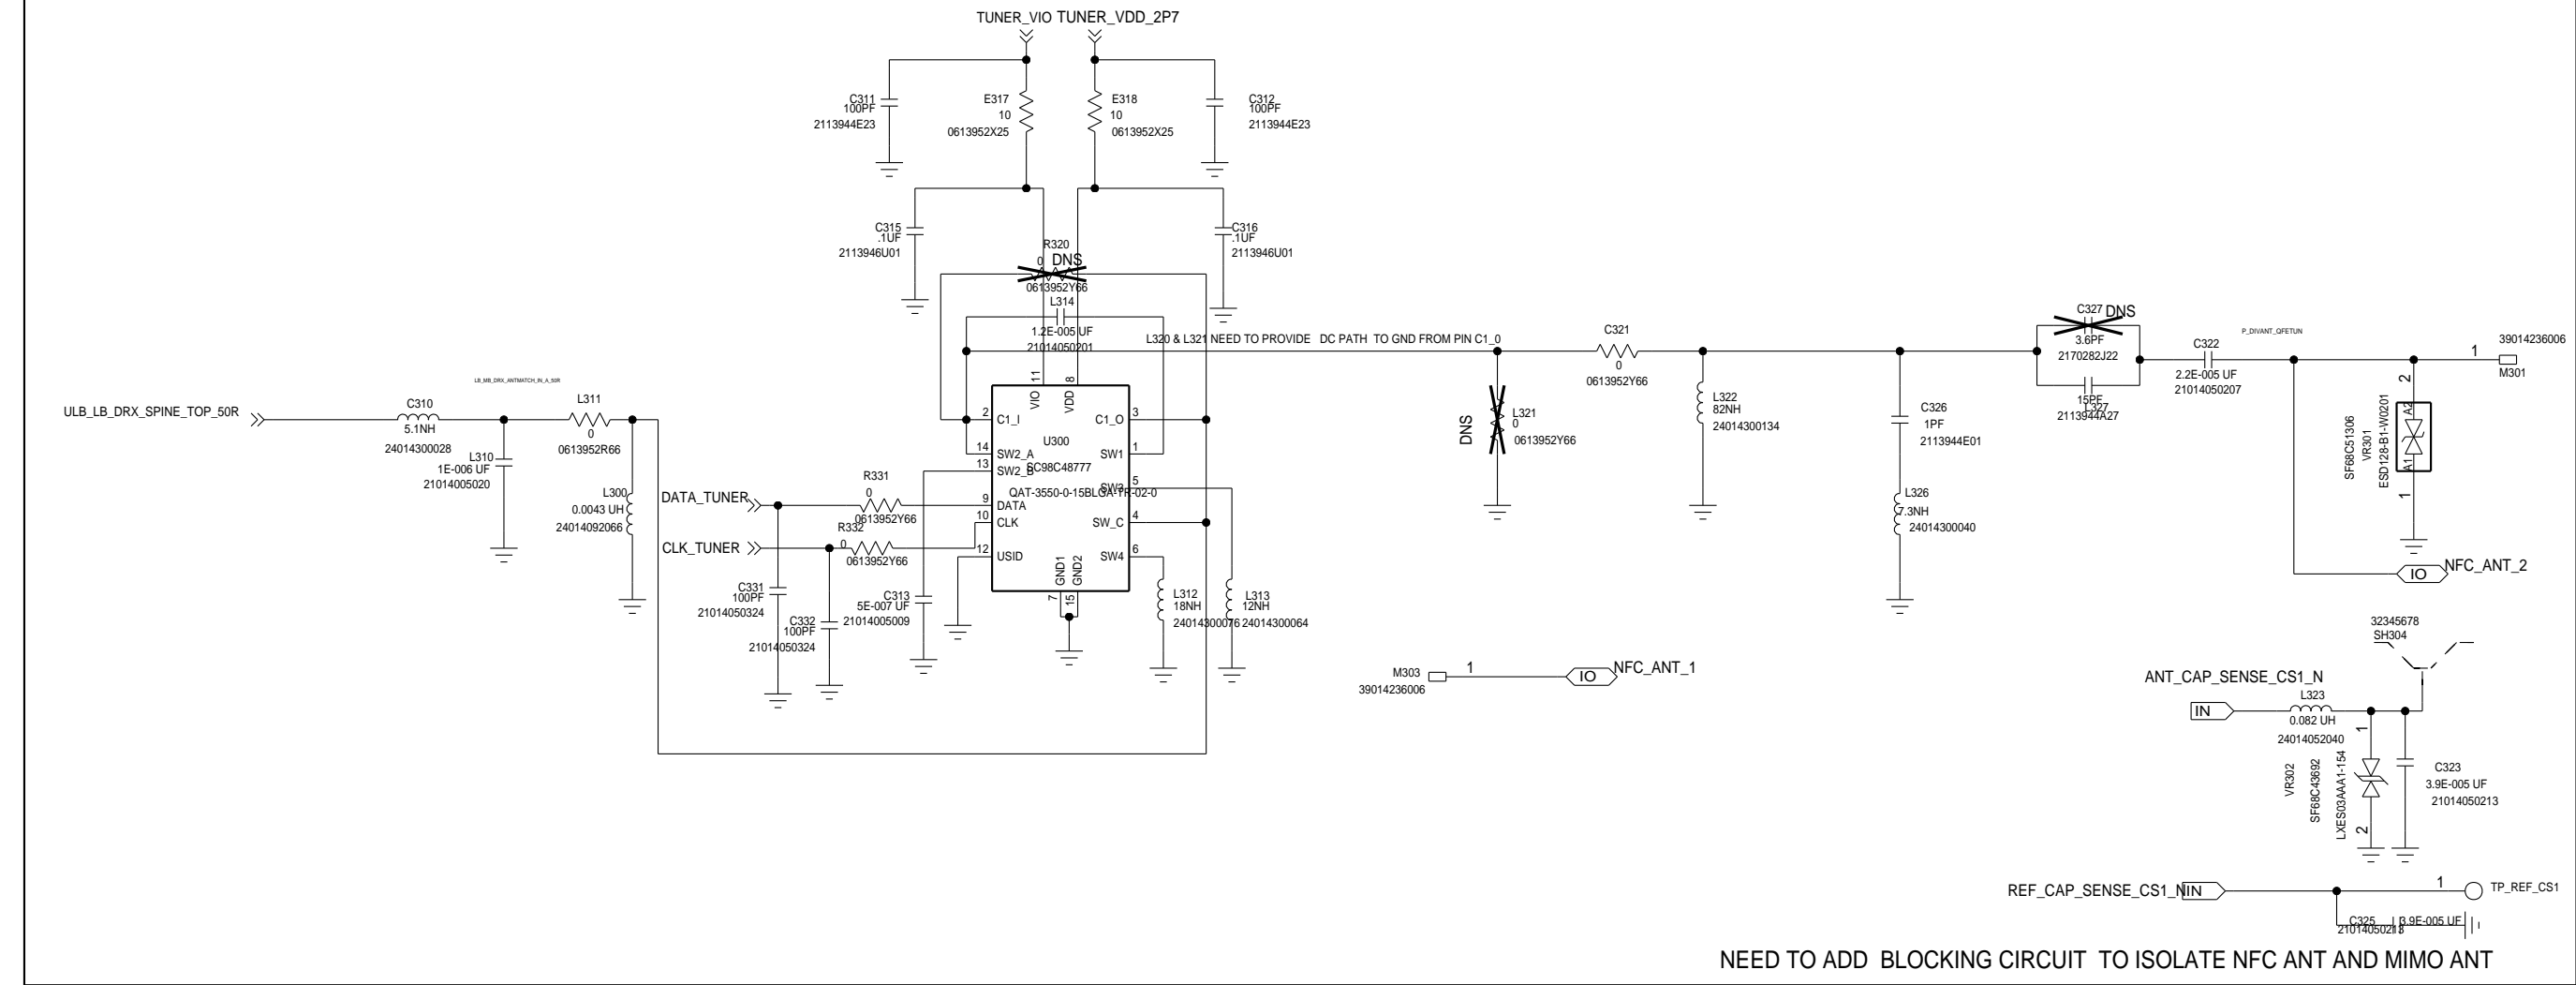 TUNER_VIO TUNER_VDD_2P7
C311
100PF
2113944E23
E317
10
0613952X25
E318
10
0613952X25
C312
100PF
2113944E23
C315
.1UF
2113946U01
C316
.1UF
2113946U01
R320
0 DNS
0613952Y66
L314
1.2E-005 UF
21014050201
L320 & L321 NEED TO PROVIDE DC PATH TO GND FROM PIN C1_0
LB_MB_DRX_ANTMATCH_IN_A_50R
ULB_LB_DRX_SPINE_TOP_50R
C310
5.1NH
24014300028
L310
1E-006 UF
21014005020
L311
0
0613952R66
L300
0.0043 UH
24014092066
DATA_TUNER
CLK_TUNER
R331
0
0613952Y66
R332
0
0613952Y66
C331
100PF
21014050324
C332
100PF
21014050324
C313
5E-007 UF
21014005009
11
8
VIO
VDD
2
C1_I
C1_O
3
U300
14
SW2_A
SW1
1
13
SW2_B
SC98C48777
5
SW3
QAT-3550-0-15BLGA-TR-02-0
9
DATA
10
CLK
SW_C
4
12
USID
SW4
6
GND1
GND2
7
15
L312
18NH
24014300076
L313
12NH
24014300064
C321
0
0613952Y66
DNS
L321
0
0613952Y66
L322
82NH
24014300134
C326
1PF
2113944E01
L326
7.3NH
24014300040
C327 DNS
3.6PF
2170282J22
15PF
L327
2113944A27
C322
2.2E-005 UF
21014050207
P_DIVANT_QFETUN
1
39014236006
M301
2
A2
A1
1
SF68C51306
VR301
ESD128-B1-W0201
IO
NFC_ANT_2
M303
39014236006
1
IO
NFC_ANT_1
32345678
SH304
ANT_CAP_SENSE_CS1_N
IN
L323
0.082 UH
24014052040
1
2
VR302
SF68C43692
LXES03AAA1-154
C323
3.9E-005 UF
21014050213
REF_CAP_SENSE_CS1_N
IN
1
TP_REF_CS1
C325
3.9E-005 UF
21014050213
NEED TO ADD BLOCKING CIRCUIT TO ISOLATE NFC ANT AND MIMO ANT